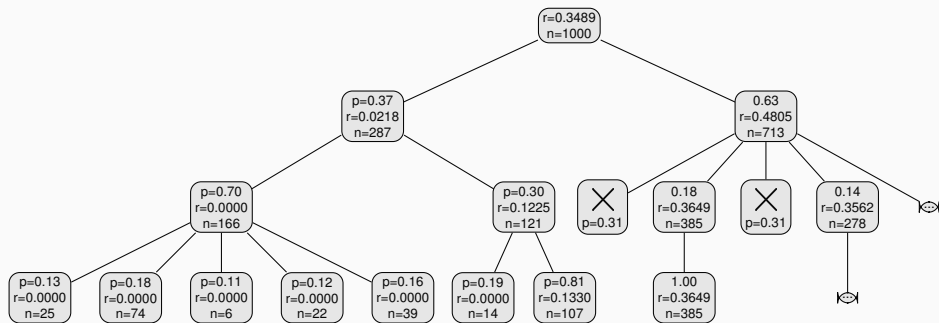 r=0.3489
n=1000
p=0.37
r=0.0218
n=287
0.63
r=0.4805
n=713
p=0.70
r=0.0000
n=166
p=0.30
r=0.1225
n=121
p=0.31
0.18
r=0.3649
n=385
p=0.31
0.14
r=0.3562
n=278
p=0.13
r=0.0000
n=25
p=0.18
r=0.0000
n=74
p=0.11
r=0.0000
n=6
p=0.12
r=0.0000
n=22
p=0.16
r=0.0000
n=39
p=0.19
r=0.0000
n=14
p=0.81
r=0.1330
n=107
1.00
r=0.3649
n=385